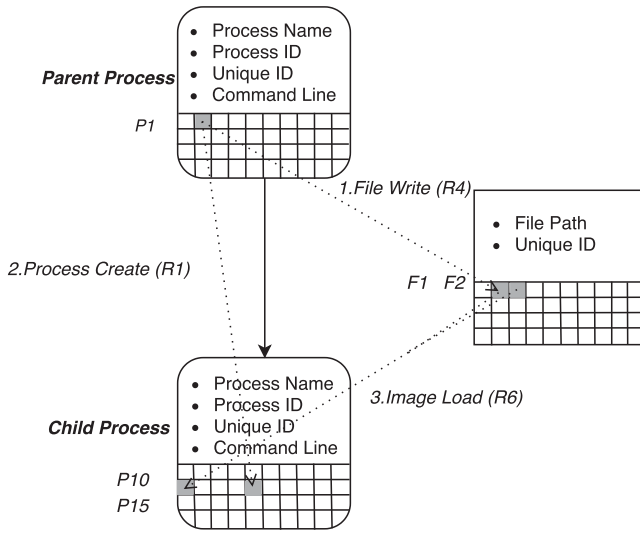 • Process Name
• Process ID
• Unique ID
• Command Line
Parent Process
P1
1.File Write (R4)
• File Path
• Unique ID
2.Process Create (R1)
F1 F2
• Process Name
• Process ID
• Unique ID
• Command Line
3.Image Load (R6)
Child Process
P10
P15